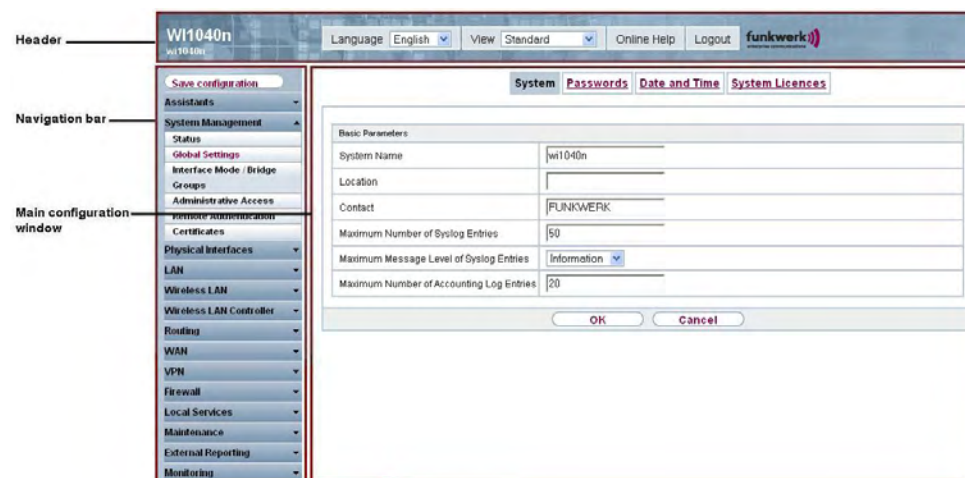 Header
WI1040n
wi1040n
Language English View Standard Online Help Logout funkwerk
enterprise communications
Save configuration
System Passwords Date and Time System Licences
Assistants
Navigation bar
System Management
Status
Global Settings
Interface Mode / Bridge
Groups
Administrative Access
Remote Authentication
Certificates
Main configuration
window
Physical Interfaces
LAN
Wireless LAN
Wireless LAN Controller
Routing
WAN
VPN
Firewall
Local Services
Maintenance
External Reporting
Monitoring
Basic Parameters
System Name wi1040n
Location
Contact FUNKWERK
Maximum Number of Syslog Entries 50
Maximum Message Level of Syslog Entries Information
Maximum Number of Accounting Log Entries 20
OK Cancel